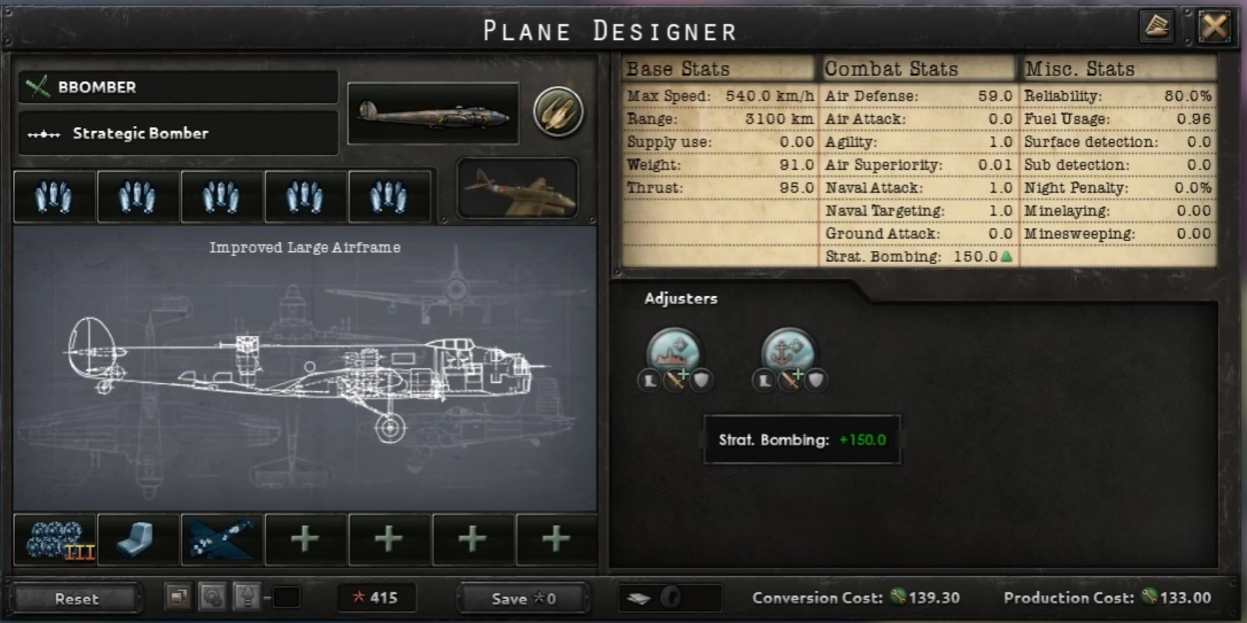 PLANE DESIGNER
BBOMBER
Strategic Bomber
Improved Large Airframe
III
Base Stats
Max Speed: 540.0 km/h
Range: 3100 km
Supply use: 0.00
Weight: 91.0
Thrust: 95.0
Combat Stats
Air Defense: 59.0
Air Attack: 0.0
Agility: 1.0
Air Superiority: 0.01
Naval Attack: 1.0
Naval Targeting: 1.0
Ground Attack: 0.0
Strat. Bombing: 150.0
Misc. Stats
Reliability: 80.0%
Fuel Usage: 0.96
Surface detection: 0.0
Sub detection: 0.0
Night Penalty: 0.0%
Minelaying: 0.00
Minesweeping: 0.00
Adjusters
Strat. Bombing: +150.0
Reset
415
Save 0
Conversion Cost: 139.30
Production Cost: 133.00